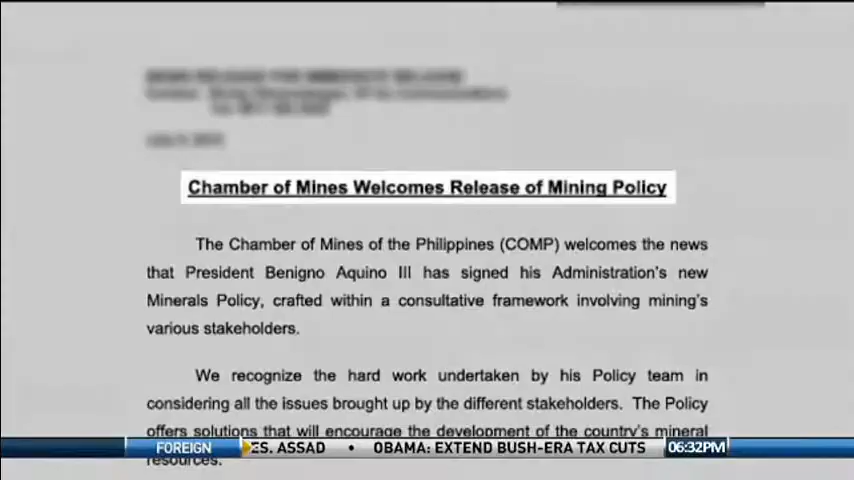 Chamber of Mines Welcomes Release of Mining Policy
The Chamber of Mines of the Philippines (COMP) welcomes the news
that President Benigno Aquino III has signed his Administration's new
Minerals Policy, crafted within a consultative framework involving mining's
various stakeholders.
We recognize the hard work undertaken by his Policy team in
considering all the issues brought up by the different stakeholders. The Policy
offers solutions that will encourage the development of the country's mineral
FOREIGN ES. ASSAD • OBAMA: EXTEND BUSH-ERA TAX CUTS 06:32PM
resources.